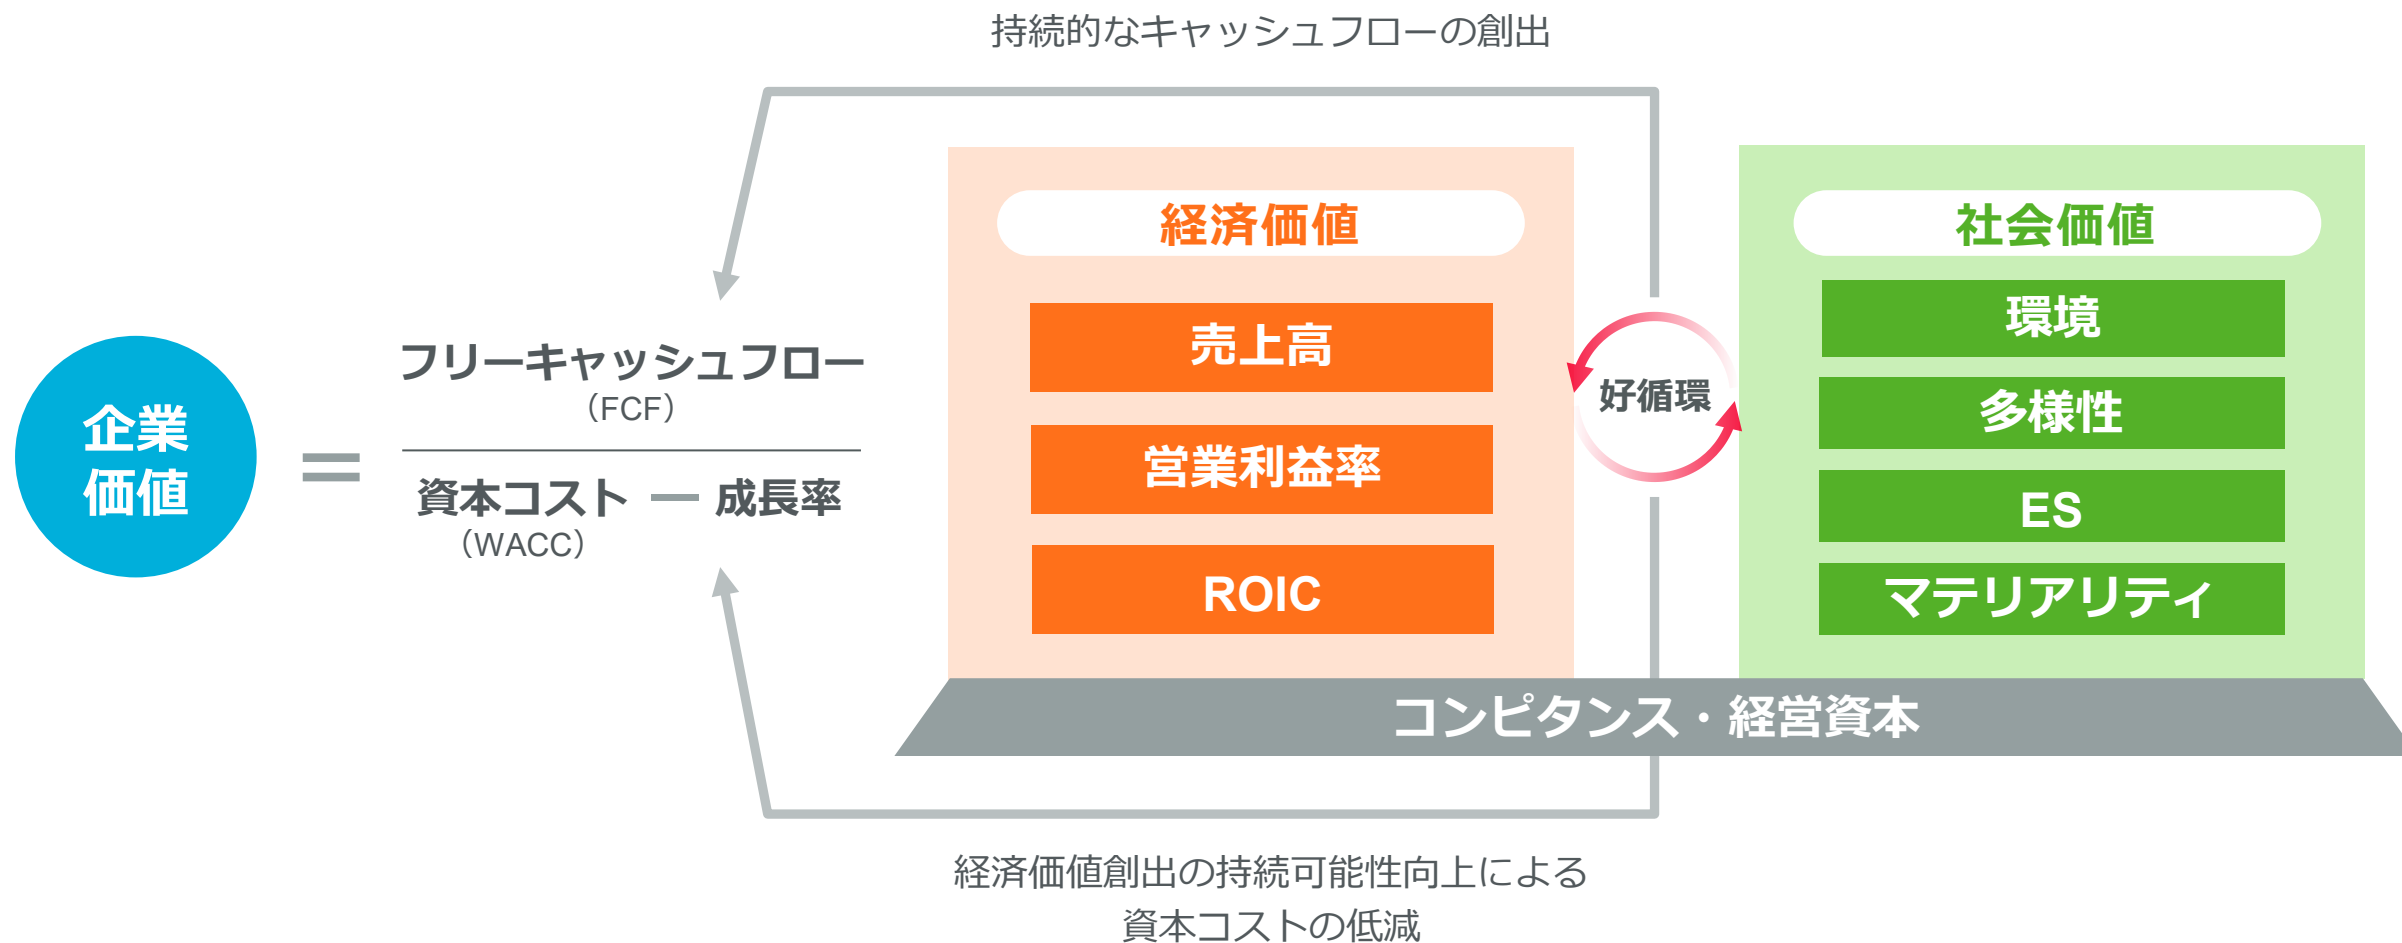 持続的なキャッシュフローの創出
企業
価値
=
フリーキャッシュフロー
（FCF）
資本コスト ー 成長率
（WACC）
経済価値
売上高
営業利益率
ROIC
好循環
社会価値
環境
多様性
ES
マテリアリティ
コンピタンス・経営資本
経済価値創出の持続可能性向上による
資本コストの低減